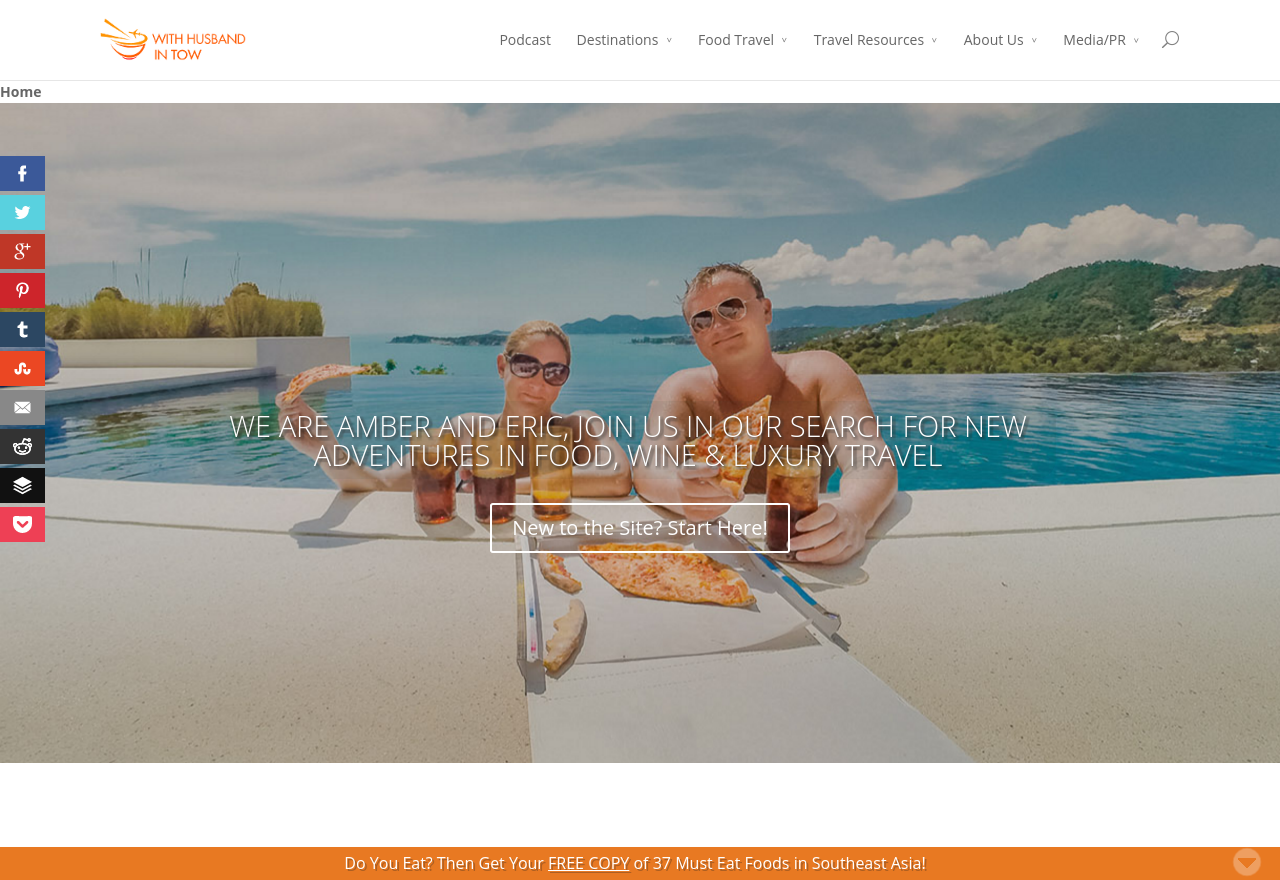 WITH HUSBAND
IN TOW
Podcast Destinations Food Travel Travel Resources About Us Media/PR
Home
WE ARE AMBER AND ERIC, JOIN US IN OUR SEARCH FOR NEW
ADVENTURES IN FOOD, WINE & LUXURY TRAVEL
New to the Site? Start Here!
Do You Eat? Then Get Your FREE COPY of 37 Must Eat Foods in Southeast Asia!